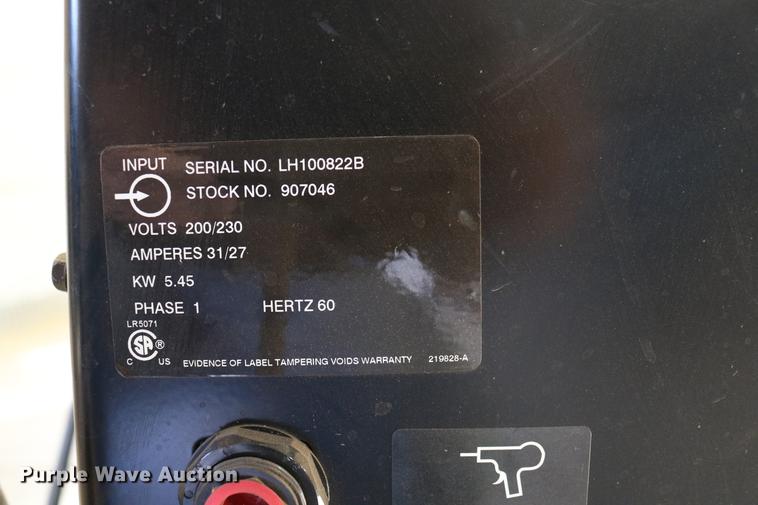 INPUT
SERIAL NO. LH100822B
STOCK NO. 907046
VOLTS 200/230
AMPERES 31/27
KW 5.45
PHASE 1 HERTZ 60
LR5071
SA ®
C US
EVIDENCE OF LABEL TAMPERING VOIDS WARRANTY 219828-A
Purple Wave Auction